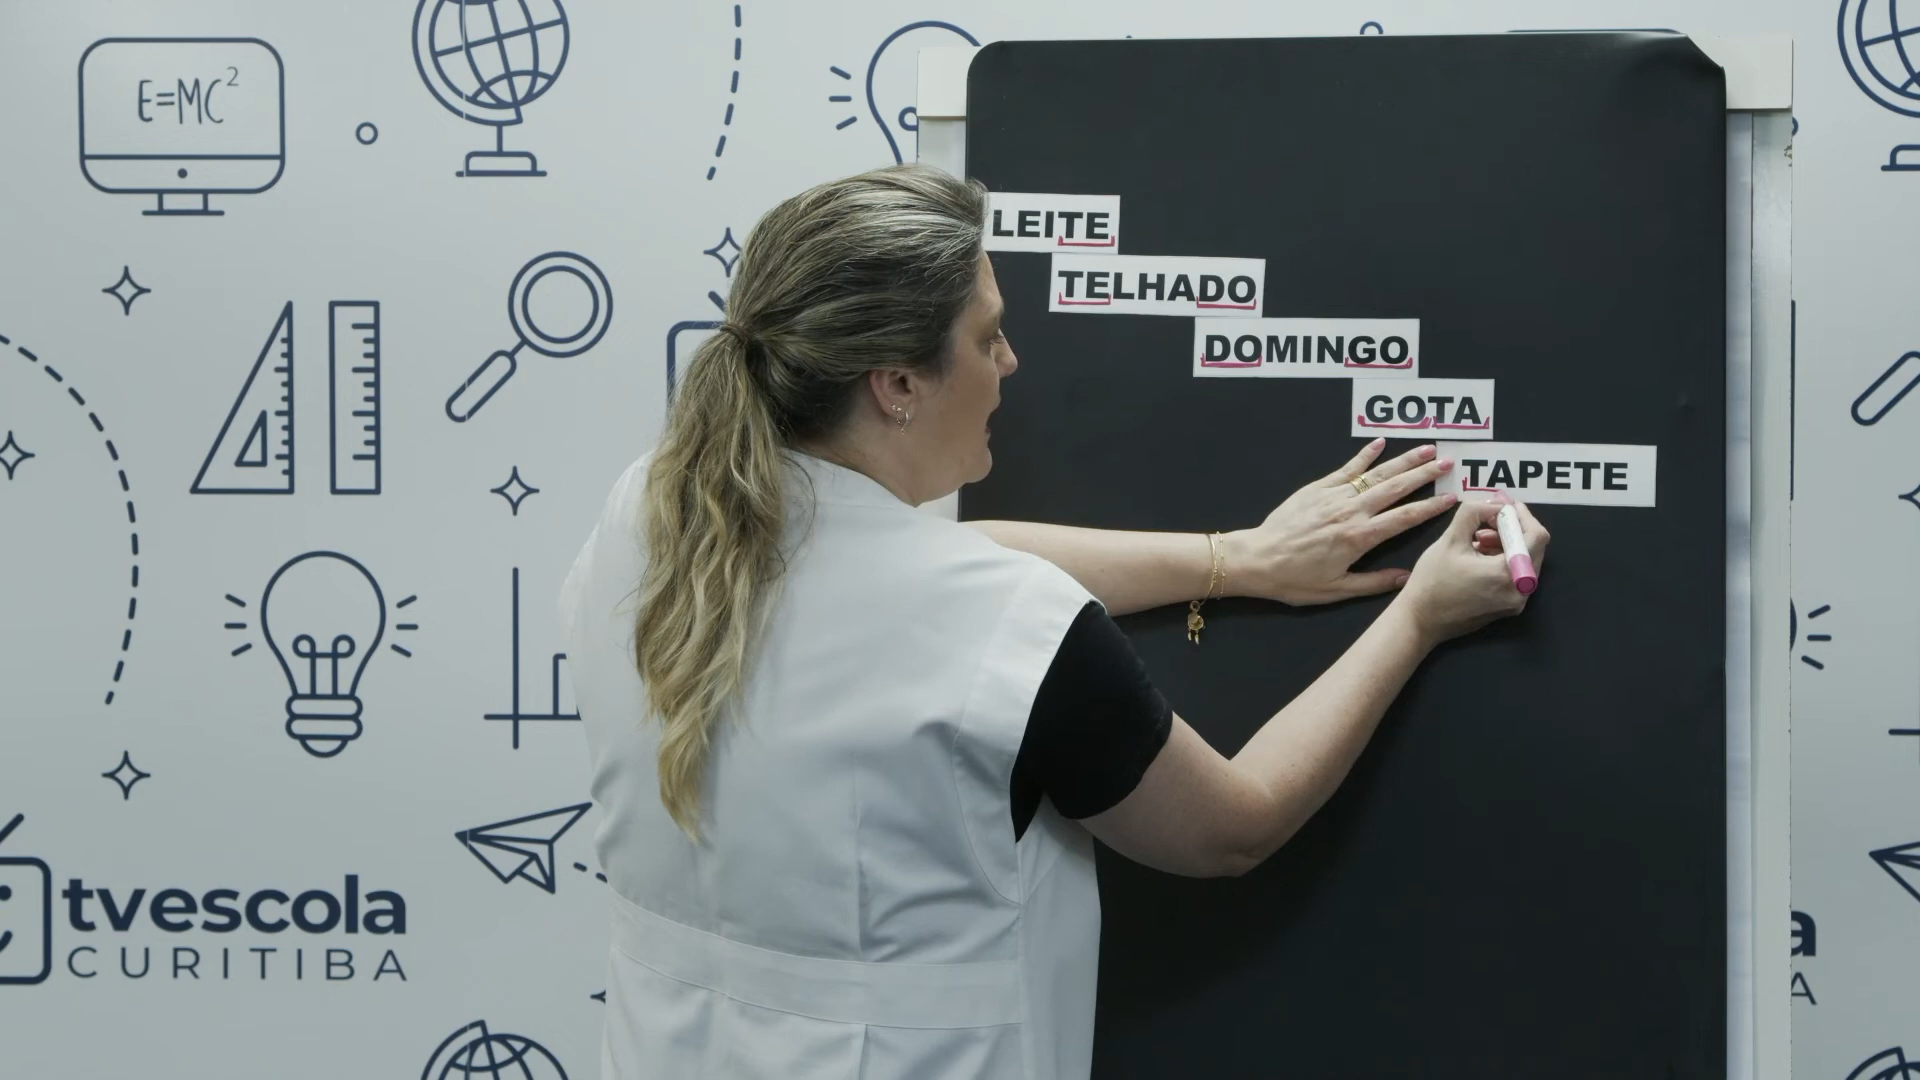 E=MC²
LEITE
TELHADO
DOMINGO
GOTA
TAPETE
tvescola
CURITIBA
a
A